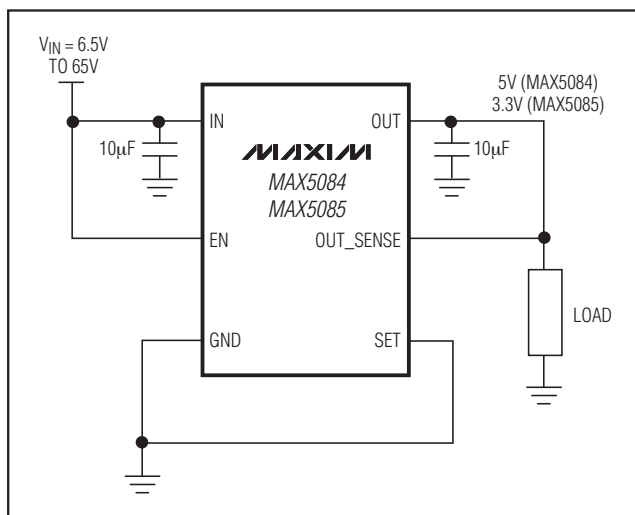 VIN = 6.5V
TO 65V
5V (MAX5084)
3.3V (MAX5085)
IN
OUT
10µF
10µF
MAXIM
MAX5084
MAX5085
EN
OUT_SENSE
LOAD
GND
SET